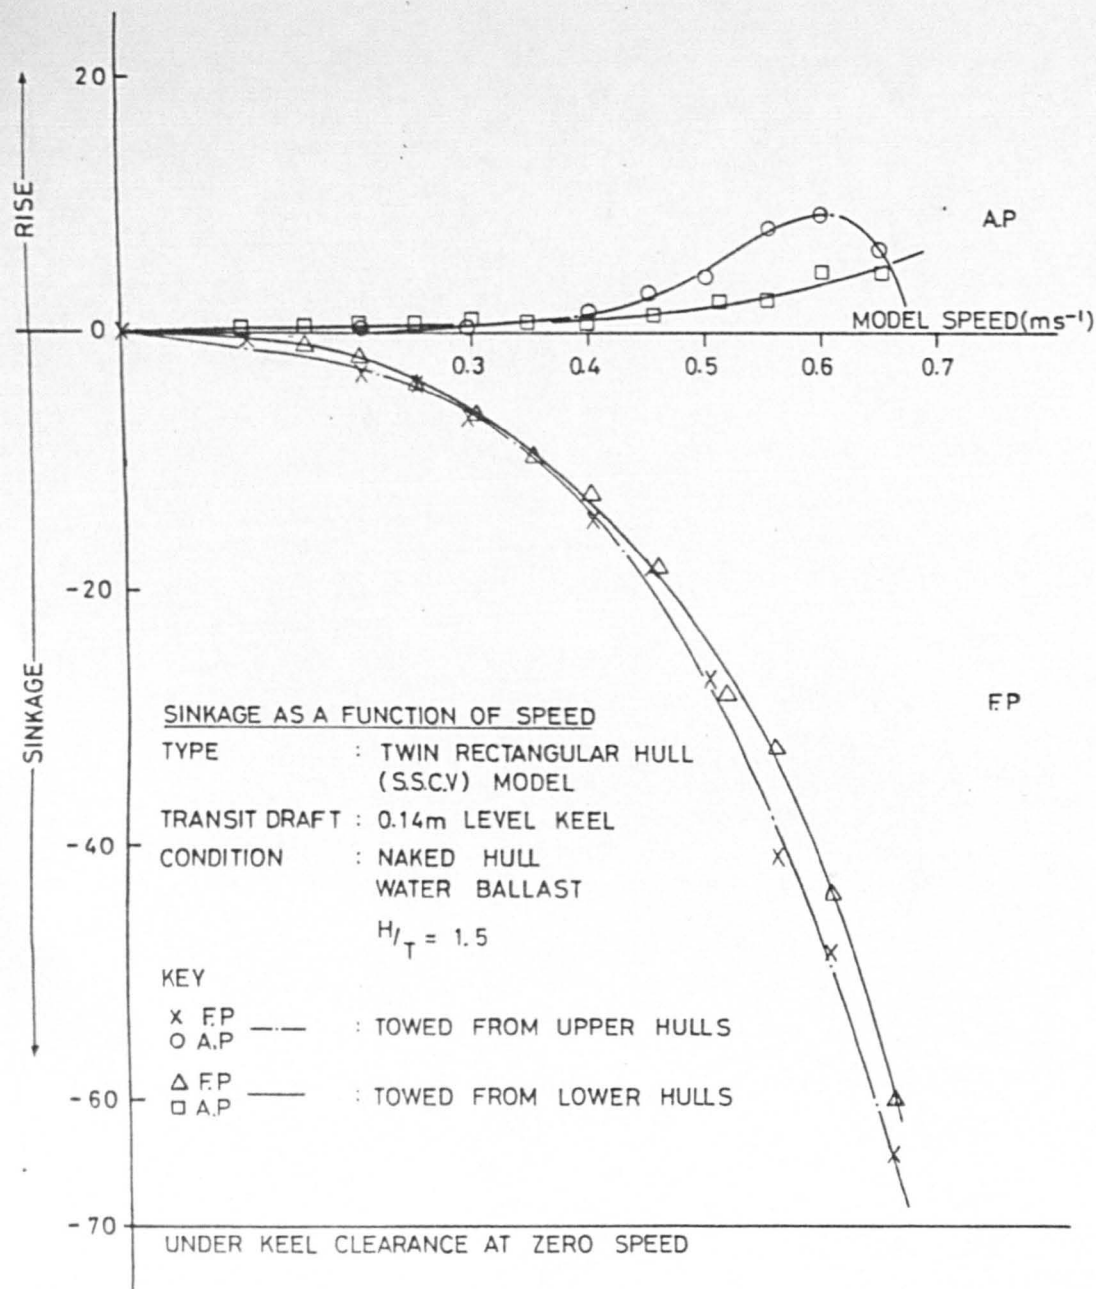 20
RISE
A.P
0
MODEL SPEED(ms⁻¹)
0.3 0.4 0.5 0.6 0.7
-20
SINKAGE
F.P
SINKAGE AS A FUNCTION OF SPEED
TYPE : TWIN RECTANGULAR HULL
(S.S.C.V) MODEL
TRANSIT DRAFT : 0.14m LEVEL KEEL
-40
CONDITION : NAKED HULL
WATER BALLAST
H/T = 1.5
KEY
X F.P
O A.P
: TOWED FROM UPPER HULLS
△ F.P
□ A.P
: TOWED FROM LOWER HULLS
-60
-70
UNDER KEEL CLEARANCE AT ZERO SPEED